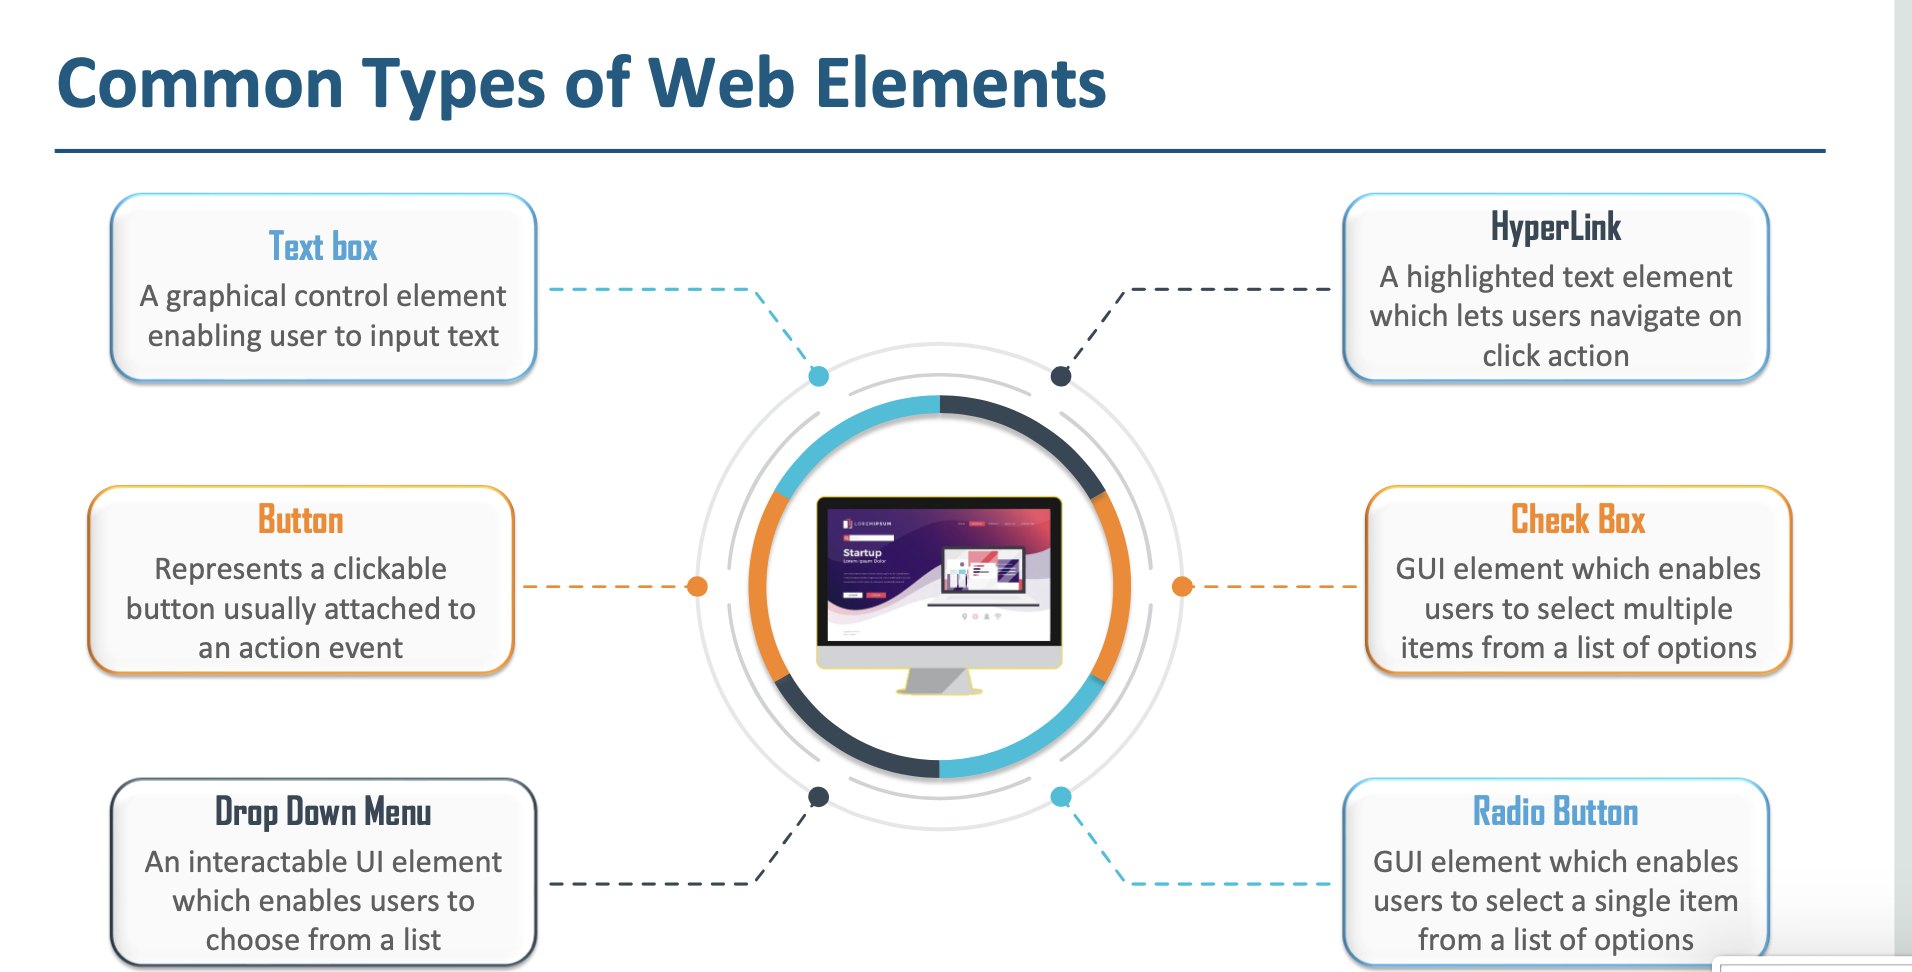 Common Types of Web Elements
Text box
A graphical control element
enabling user to input text
HyperLink
A highlighted text element
which lets users navigate on
click action
Button
Represents a clickable
button usually attached to
an action event
Check Box
GUI element which enables
users to select multiple
items from a list of options
Drop Down Menu
An interactable UI element
which enables users to
choose from a list
Radio Button
GUI element which enables
users to select a single item
from a list of options
LOREMIPSUM
Startup
Lorem Ipsum Dolor